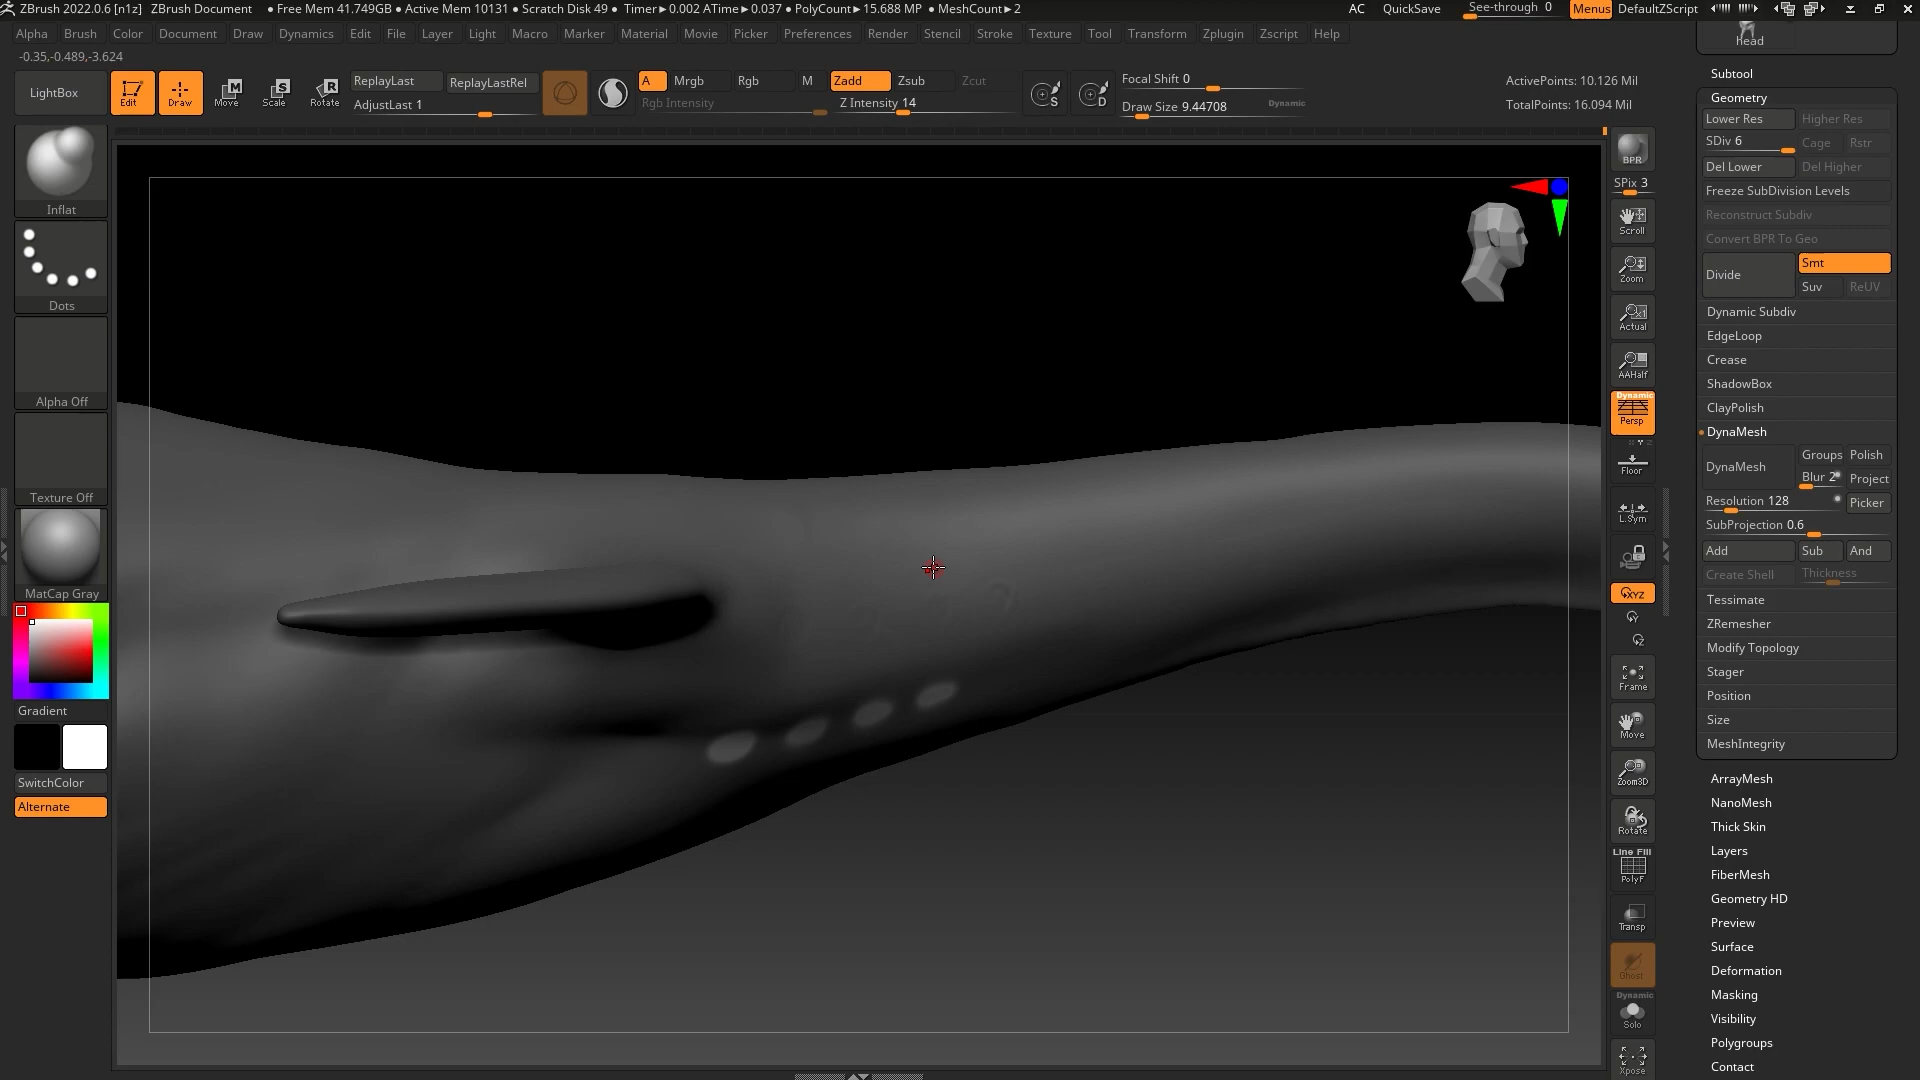 ZBrush 2022.0.6 [n1z] ZBrush Document ● Free Mem 41.749GB ● Active Mem 10131 ● Scratch Disk 49 ● Timer▸0.002 ATime▸0.037 ● PolyCount▸15.688 MP ● MeshCount▸2 AC QuickSave See-through 0 Menus DefaultZScript
Alpha Brush Color Document Draw Dynamics Edit File Layer Light Macro Marker Material Movie Picker Preferences Render Stencil Stroke Texture Tool Transform Zplugin Zscript Help
-0.35,-0.489,-3.624
LightBox
Edit
Draw
Move
Scale
Rotate
ReplayLast
ReplayLastRel
AdjustLast 1
A
Mrgb
Rgb
M
Zadd
Zsub
Zcut
Rgb Intensity
Z Intensity 14
S
D
Focal Shift 0
Draw Size 9.44708
Dynamic
ActivePoints: 10.126 Mil
TotalPoints: 16.094 Mil
Inflat
Dots
Alpha Off
Texture Off
MatCap Gray
Gradient
SwitchColor
Alternate
BPR
SPix 3
Scroll
Zoom
Actual
AAHalf
Dynamic
Persp
Floor
L.Sym
XYZ
Frame
Move
Zoom3D
Rotate
Line Fill
PolyF
Transp
Ghost
Dynamic
Solo
Xpose
head
Subtool
Geometry
Lower Res
Higher Res
SDiv 6
Cage
Rstr
Del Lower
Del Higher
Freeze SubDivision Levels
Reconstruct Subdiv
Convert BPR To Geo
Divide
Smt
Suv
ReUV
Dynamic Subdiv
EdgeLoop
Crease
ShadowBox
ClayPolish
DynaMesh
DynaMesh
Groups
Polish
Blur 2
Project
Resolution 128
Picker
SubProjection 0.6
Add
Sub
And
Create Shell
Thickness
Tessimate
ZRemesher
Modify Topology
Stager
Position
Size
MeshIntegrity
ArrayMesh
NanoMesh
Thick Skin
Layers
FiberMesh
Geometry HD
Preview
Surface
Deformation
Masking
Visibility
Polygroups
Contact